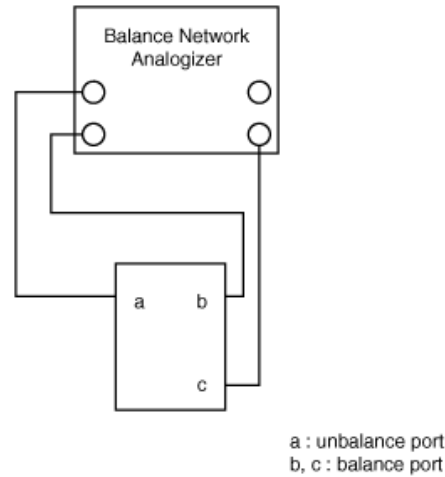 Balance Network
Analogizer
a
b
c
a : unbalance port
b, c : balance port